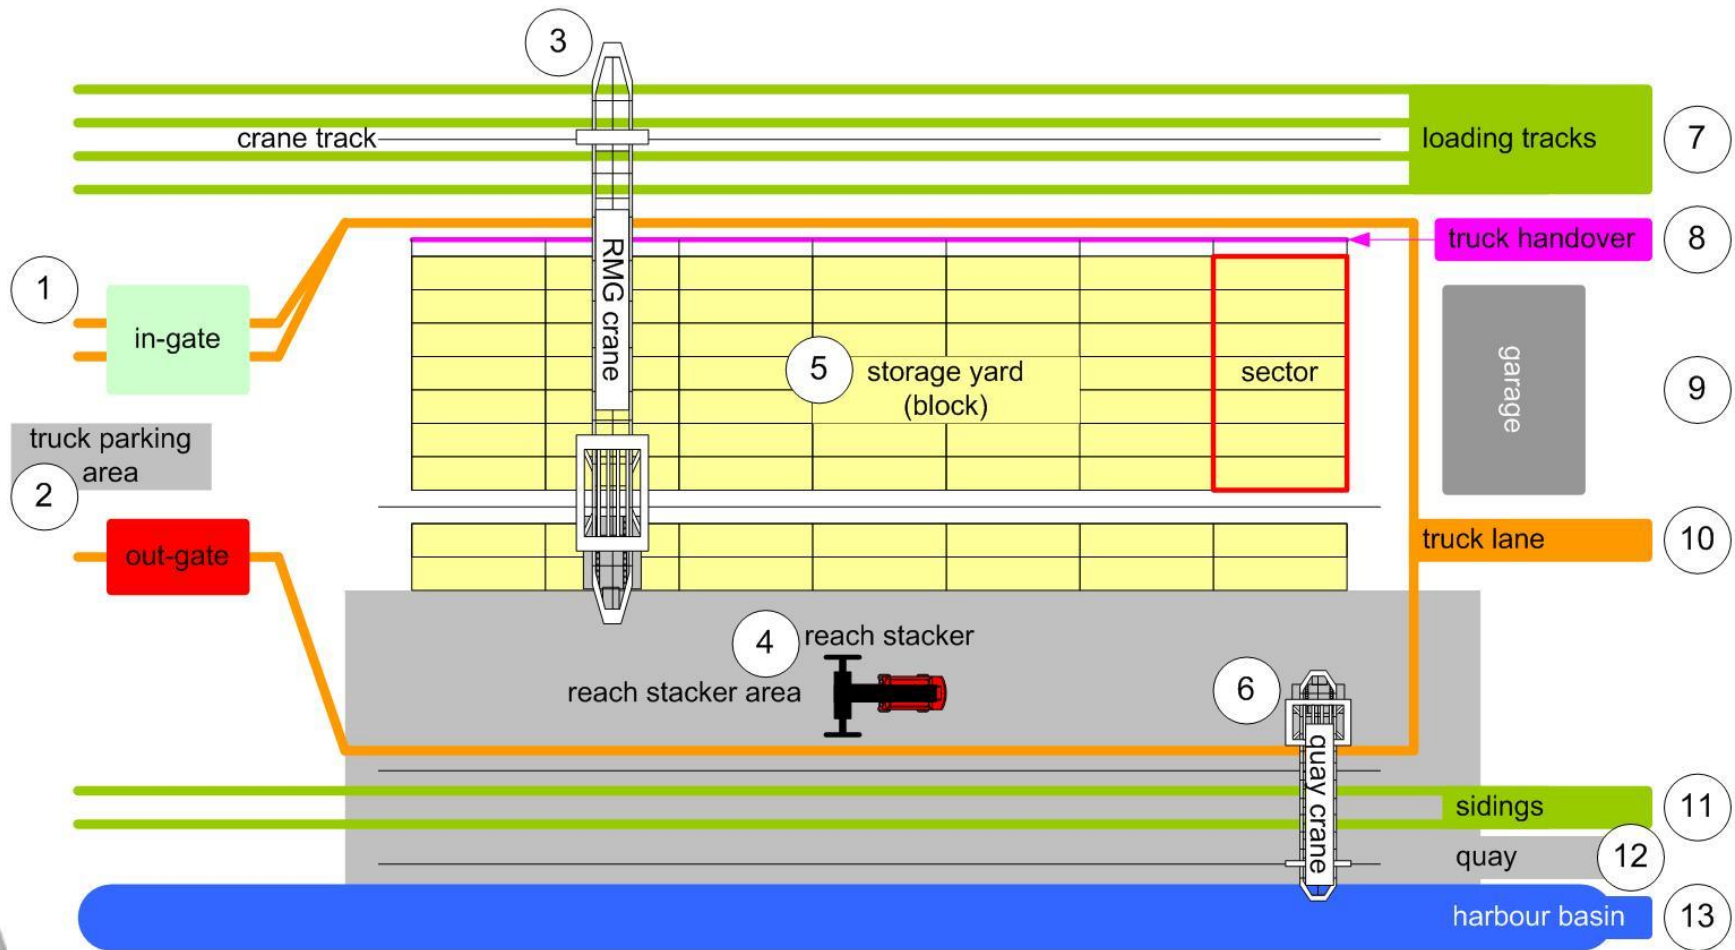 3
crane track
loading tracks
7
truck handover
8
1
in-gate
RMG crane
5
storage yard
(block)
sector
garage
9
truck parking
area
2
out-gate
truck lane
10
4
reach stacker
reach stacker area
6
quay crane
sidings
11
quay
12
harbour basin
13